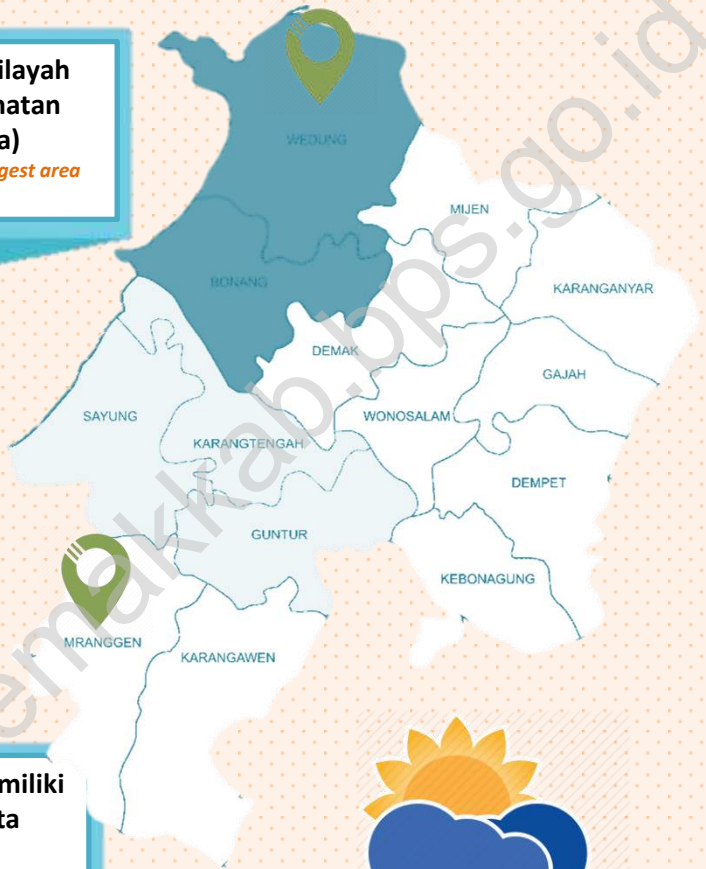 ilayah
natan
a)
gest area
WEDUNG
MIJEN
BONANG
KARANGANYAR
DEMAK
GAJAH
SAYUNG
WONOSALAM
KARANGTENGAH
DEMPET
GUNTUR
KEBONAGUNG
MRANGGEN
KARANGAWEN
miliki
ta
emakkab.bps.go.id